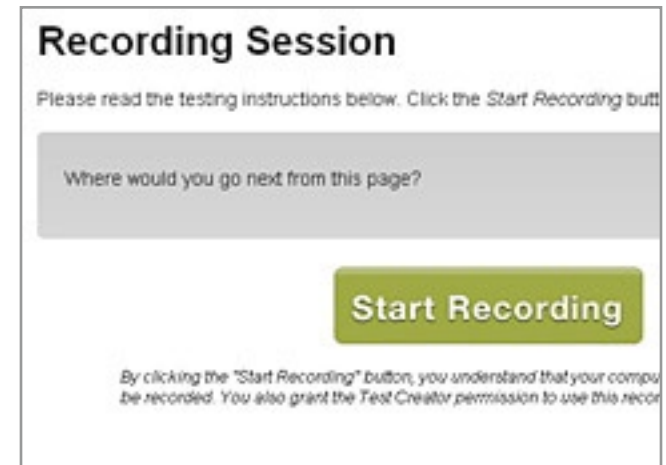 Recording Session
Please read the testing instructions below. Click the Start Recording butt
Where would you go next from this page?
Start Recording
By clicking the "Start Recording" button, you understand that your compu
be recorded. You also grant the Test Creator permission to use this recor